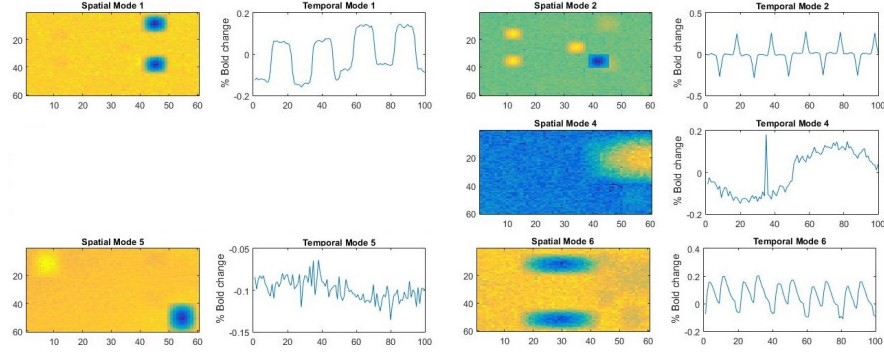 Spatial Mode 1
20
40
60
10 20 30 40 50 60
Temporal Mode 1
% Bold change
0.2
0
-0.2
0 20 40 60 80 100
Spatial Mode 2
20
40
60
10 20 30 40 50 60
Temporal Mode 2
% Bold change
0.5
0
-0.5
0 20 40 60 80 100
Spatial Mode 4
20
40
60
10 20 30 40 50 60
Temporal Mode 4
% Bold change
0.2
0
0.2
0 20 40 60 80 100
Spatial Mode 5
20
40
60
10 20 30 40 50 60
Temporal Mode 5
% Bold change
-0.05
-0.1
-0.15
0 20 40 60 80 100
Spatial Mode 6
20
40
60
10 20 30 40 50 60
Temporal Mode 6
% Bold change
0.4
0.2
0
-0.2
0 20 40 60 80 100